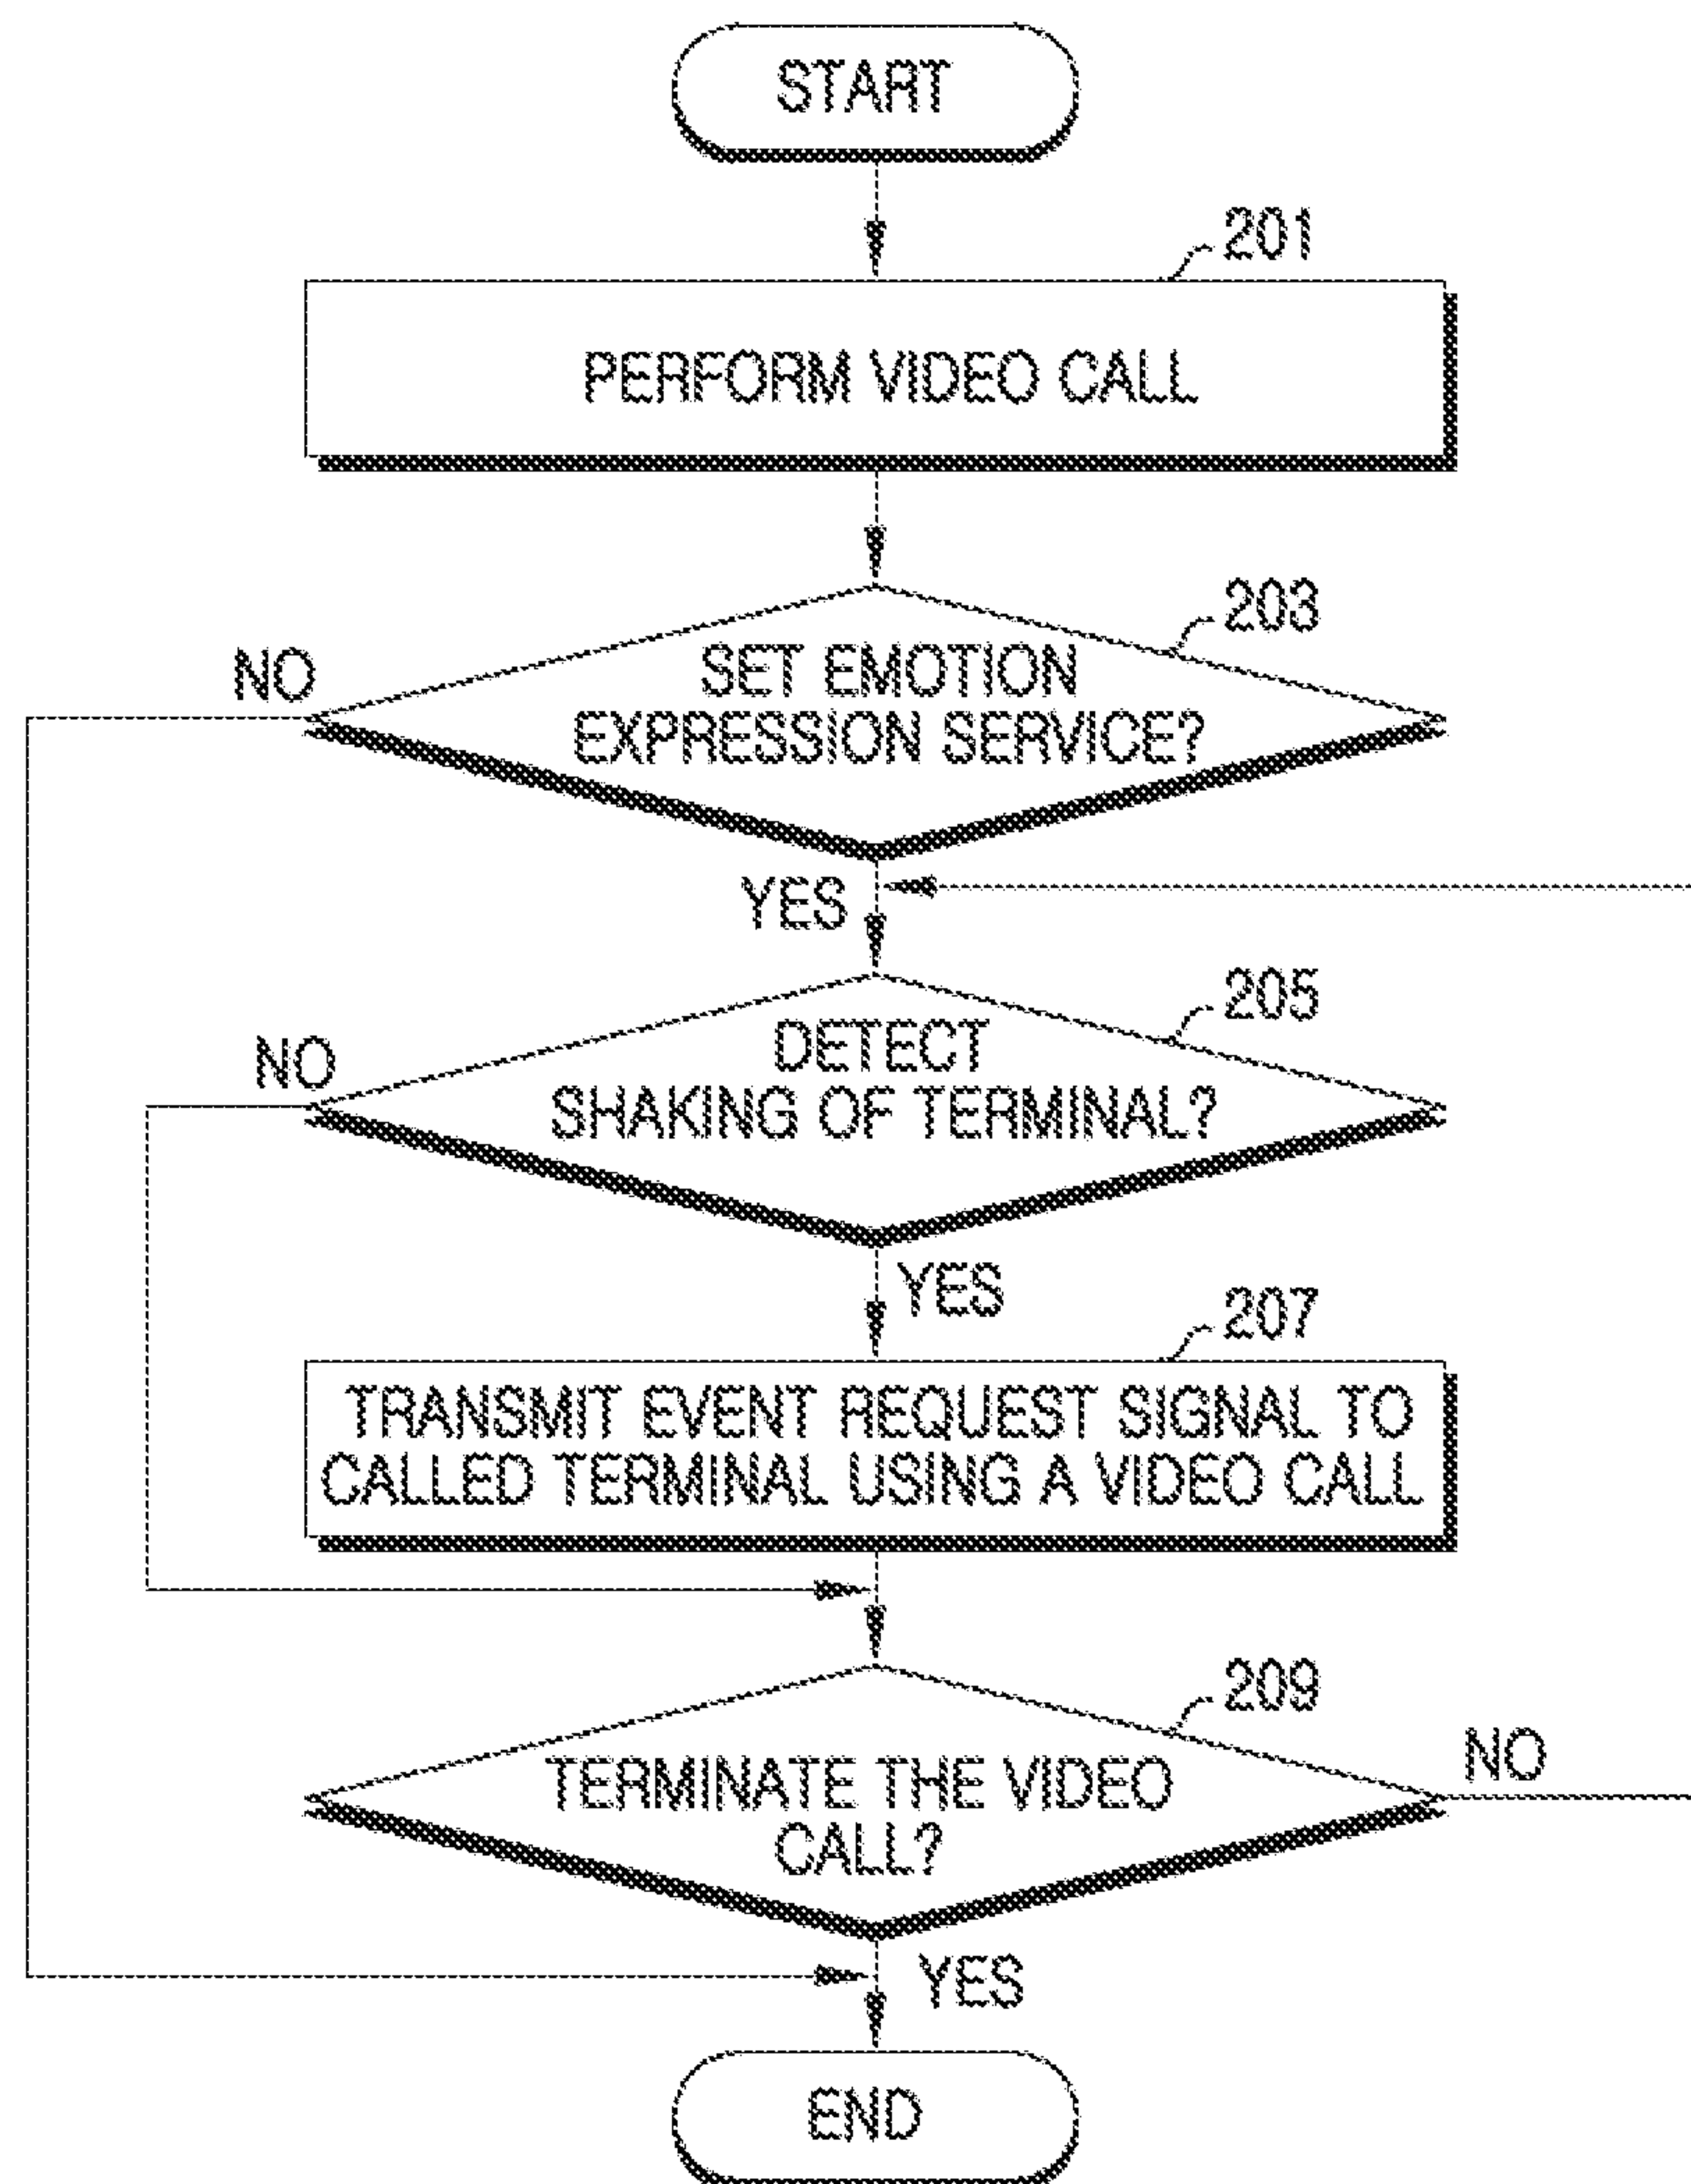 START
201
PERFORM VIDEO CALL
203
NO
SET EMOTION
EXPRESSION SERVICE?
YES
205
NO
DETECT
SHAKING OF TERMINAL?
YES
207
TRANSMIT EVENT REQUEST SIGNAL TO
CALLED TERMINAL USING A VIDEO CALL
209
NO
TERMINATE THE VIDEO
CALL?
YES
END